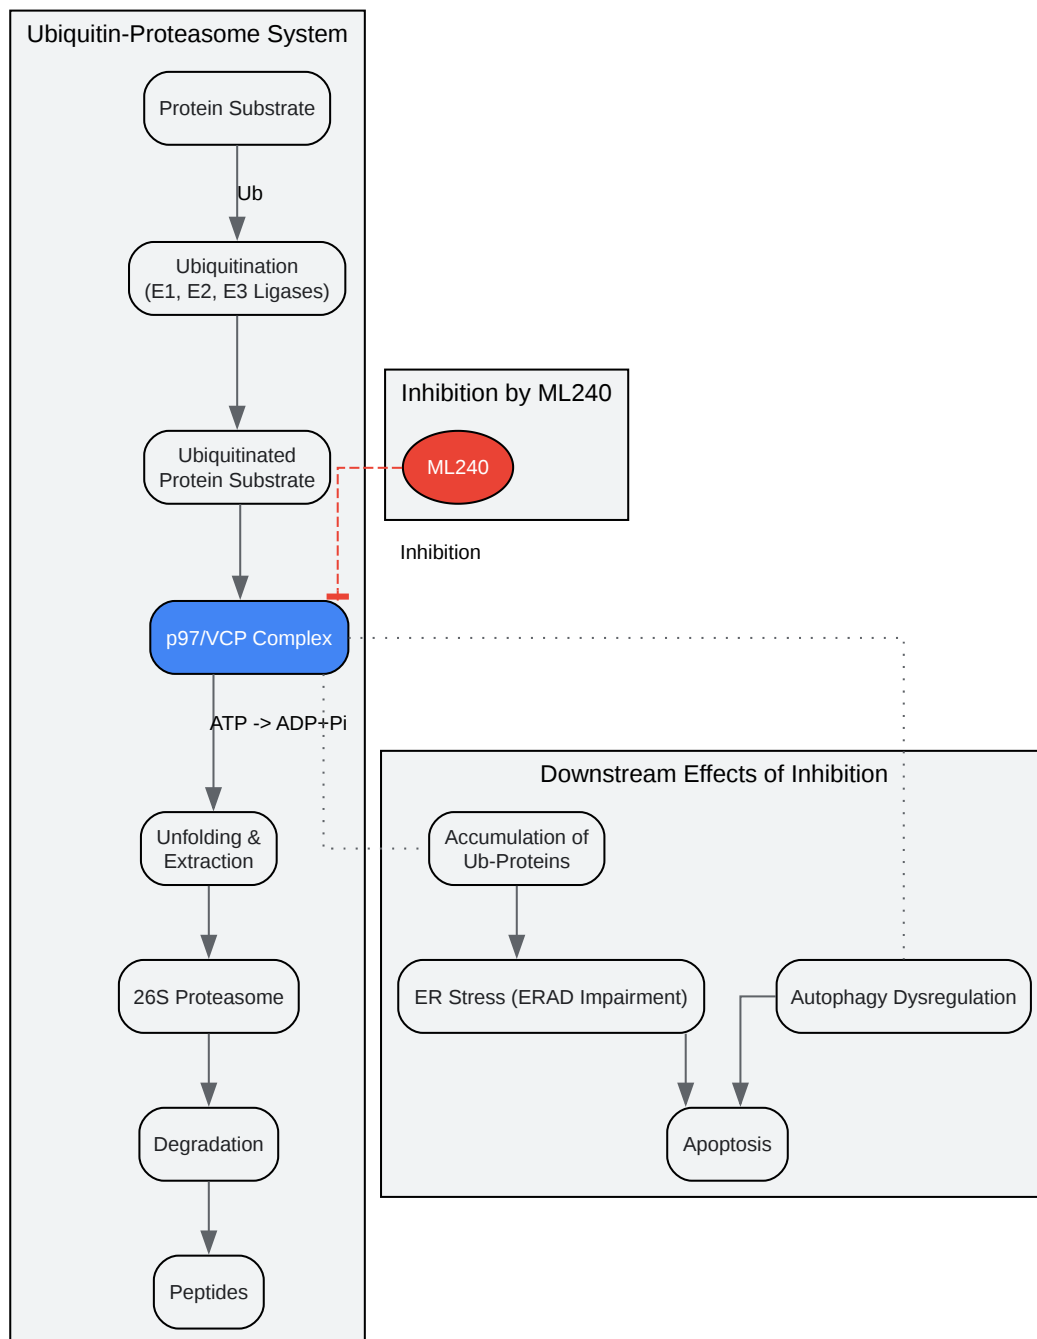 Ubiquitin-Proteasome System
Protein Substrate
Ub
Ubiquitination
(E1, E2, E3 Ligases)
Ubiquitinated
Protein Substrate
Inhibition by ML240
ML240
Inhibition
p97/VCP Complex
ATP -> ADP+Pi
Unfolding &
Extraction
26S Proteasome
Degradation
Peptides
Downstream Effects of Inhibition
Accumulation of
Ub-Proteins
ER Stress (ERAD Impairment)
Autophagy Dysregulation
Apoptosis